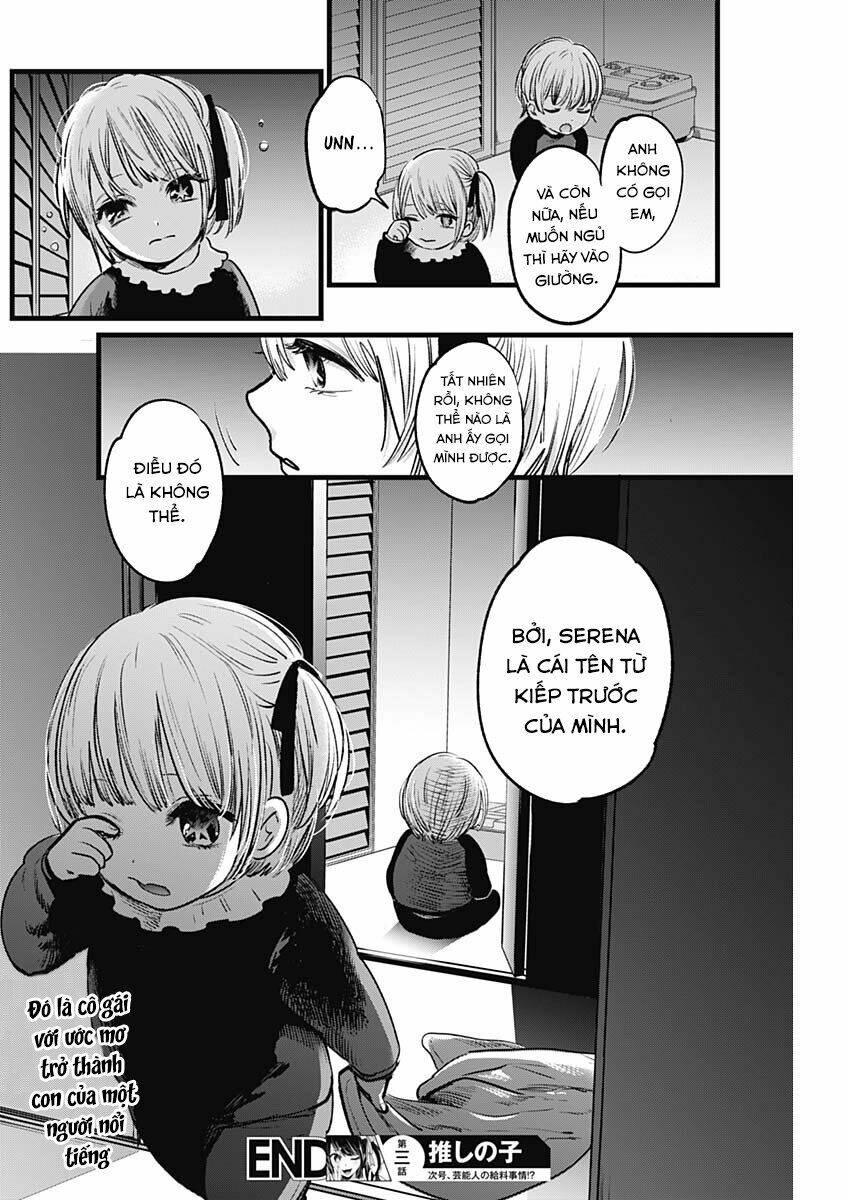 ANH
KHÔNG
CÓ GỌI
EM,
VÀ CÒN
NỮA, NẾU
MUỐN NGỦ
THÌ HÃY VÀO
GIƯỜNG.
UNN...
TẤT NHIÊN
RỒI, KHÔNG
THỂ NÀO LÀ
ANH ẤY GỌI
MÌNH ĐƯỢC.
ĐIỀU ĐÓ
LÀ KHÔNG
THỂ.
BỞI, SERENA
LÀ CÁI TÊN TỪ
KIẾP TRƯỚC
CỦA MÌNH.
Đó là cô gái
với ước mơ
trở thành
con của một
người nổi
tiếng
END
第三話
推しの子
次号、芸能人の給料事情!?